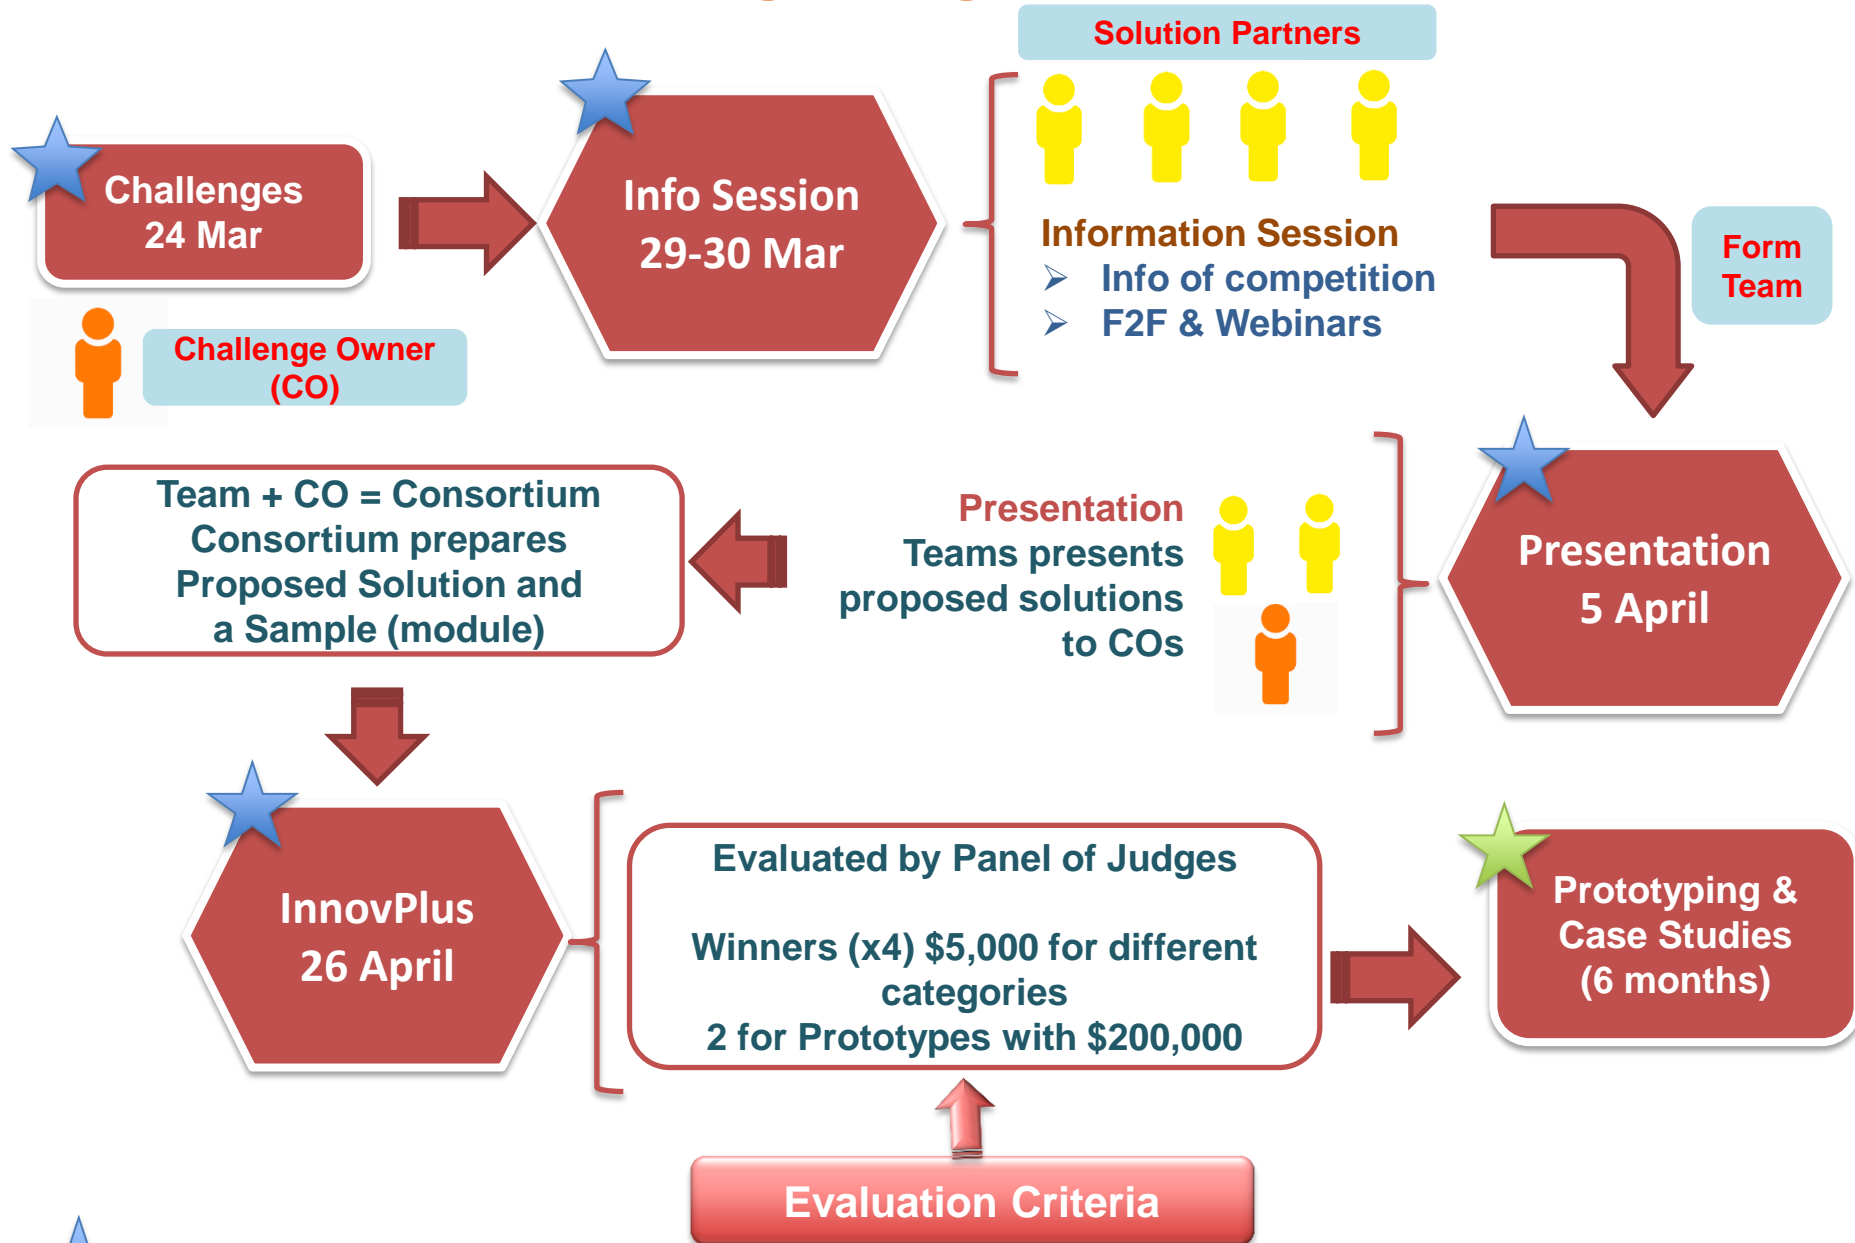 Solution Partners
Challenges
24 Mar
Info Session
29-30 Mar
Information Session
➢ Info of competition
➢ F2F & Webinars
Form
Team
Challenge Owner
(CO)
Presentation
5 April
Presentation
Teams presents
proposed solutions
to COs
Team + CO = Consortium
Consortium prepares
Proposed Solution and
a Sample (module)
InnovPlus
26 April
Evaluated by Panel of Judges
Winners (x4) $5,000 for different
categories
2 for Prototypes with $200,000
Prototyping &
Case Studies
(6 months)
Evaluation Criteria